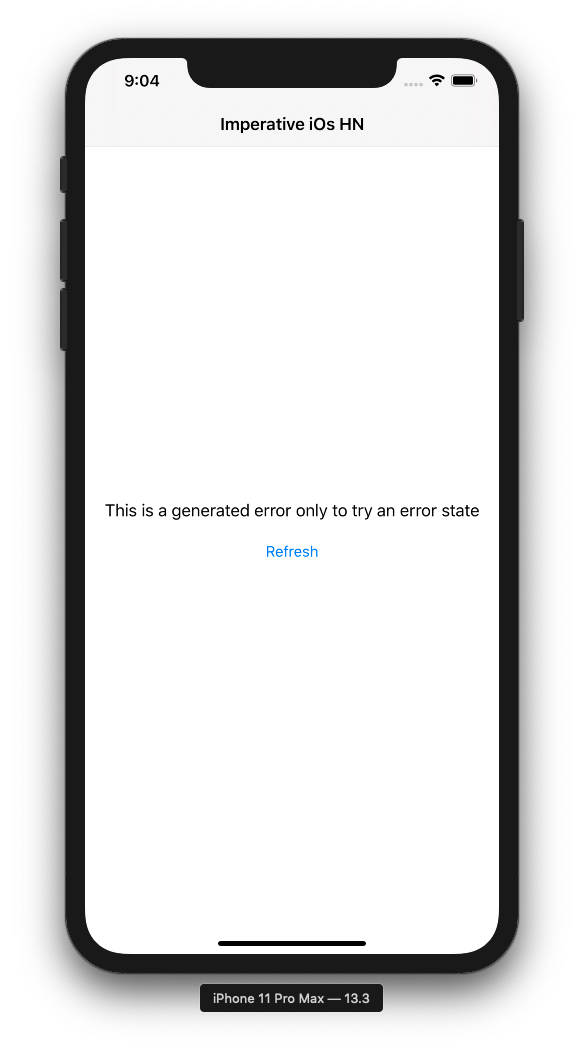 9:04
Imperative iOs HN
This is a generated error only to try an error state
Refresh
iPhone 11 Pro Max — 13.3